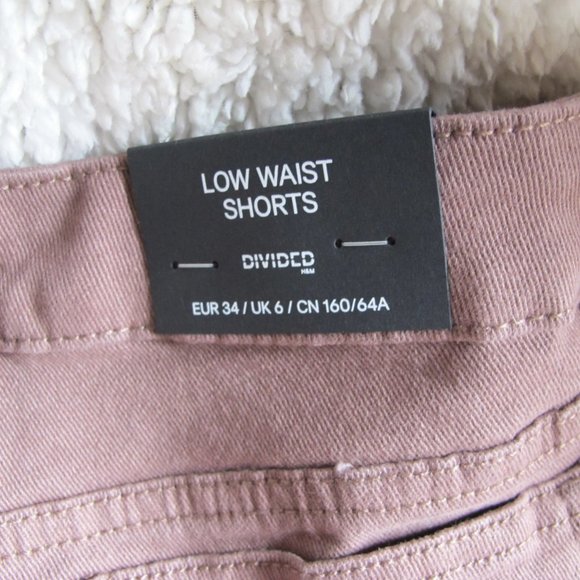 LOW WAIST
SHORTS
DIVIDED
H&M
EUR 34 / UK 6 / CN 160/64A